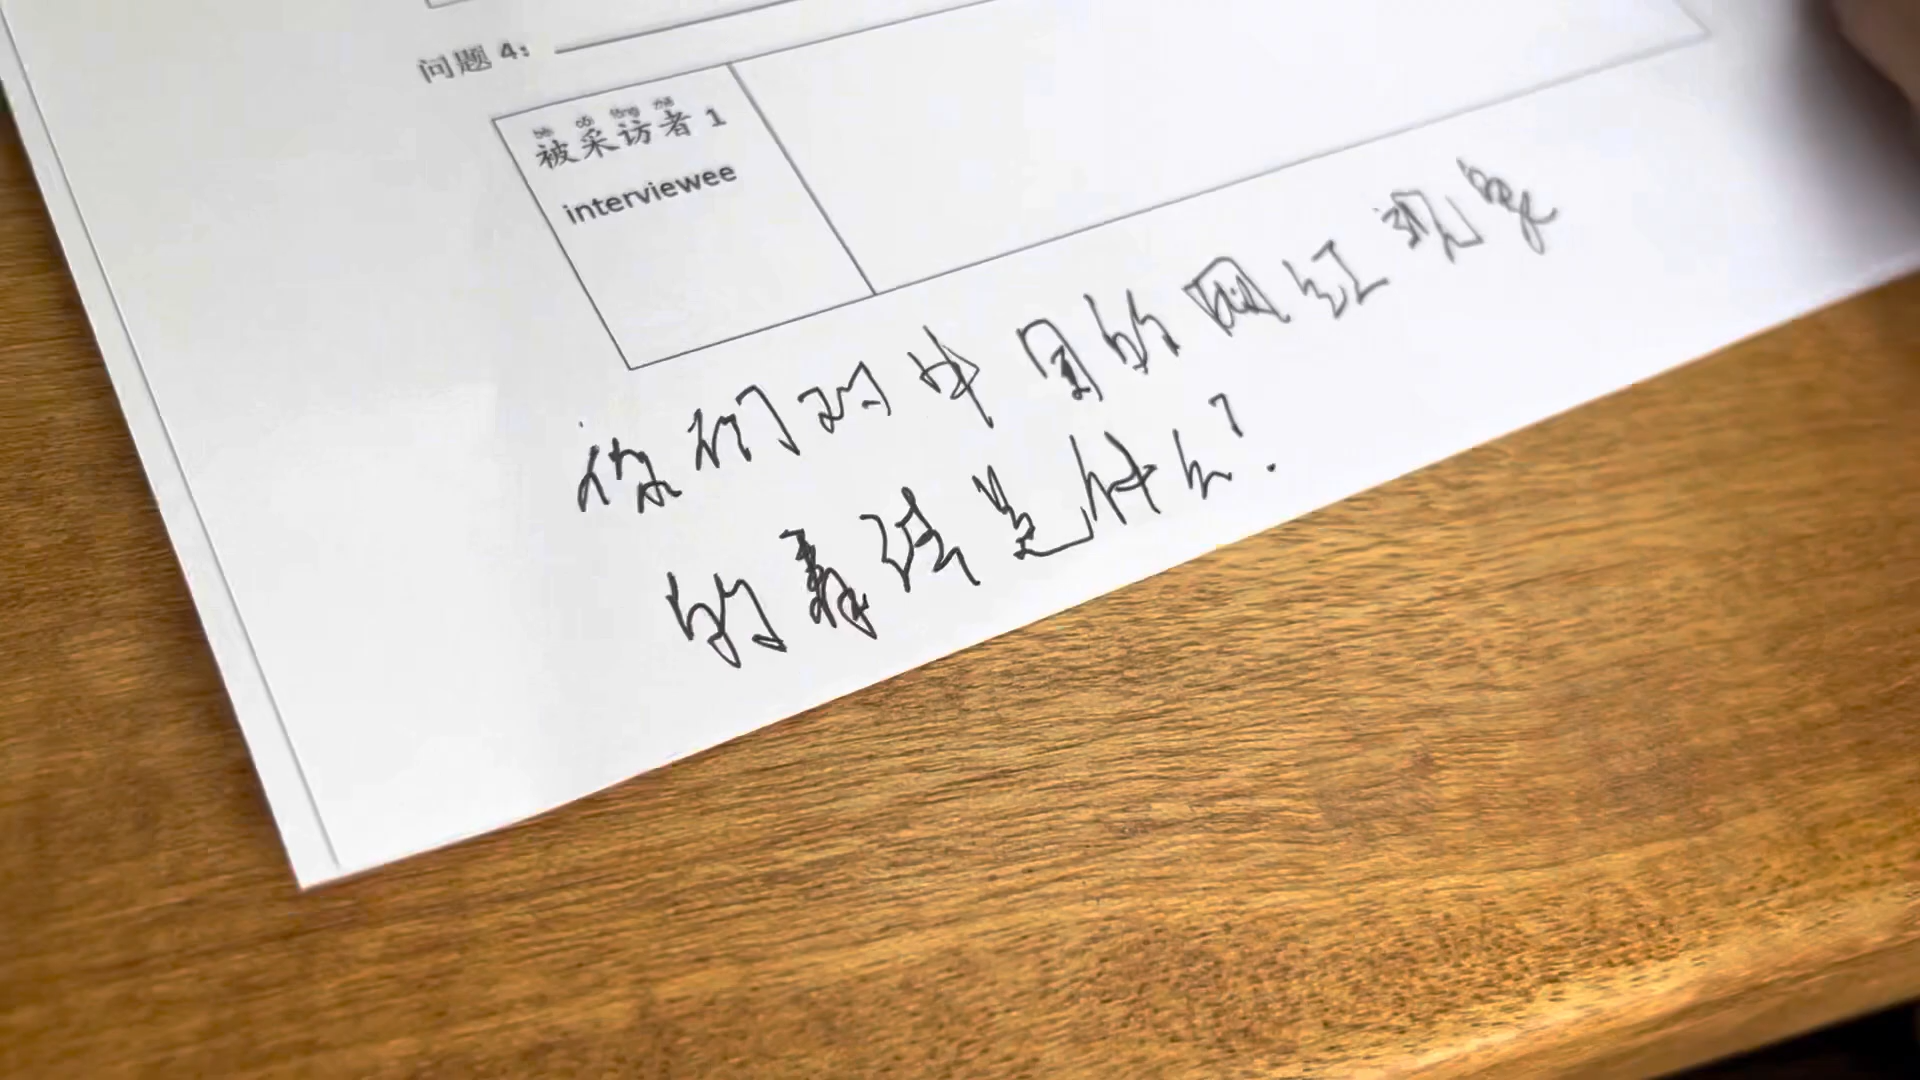 问题 4:
被采访者 1
interviewee
你们对中国的网红现象
的看法是什么?